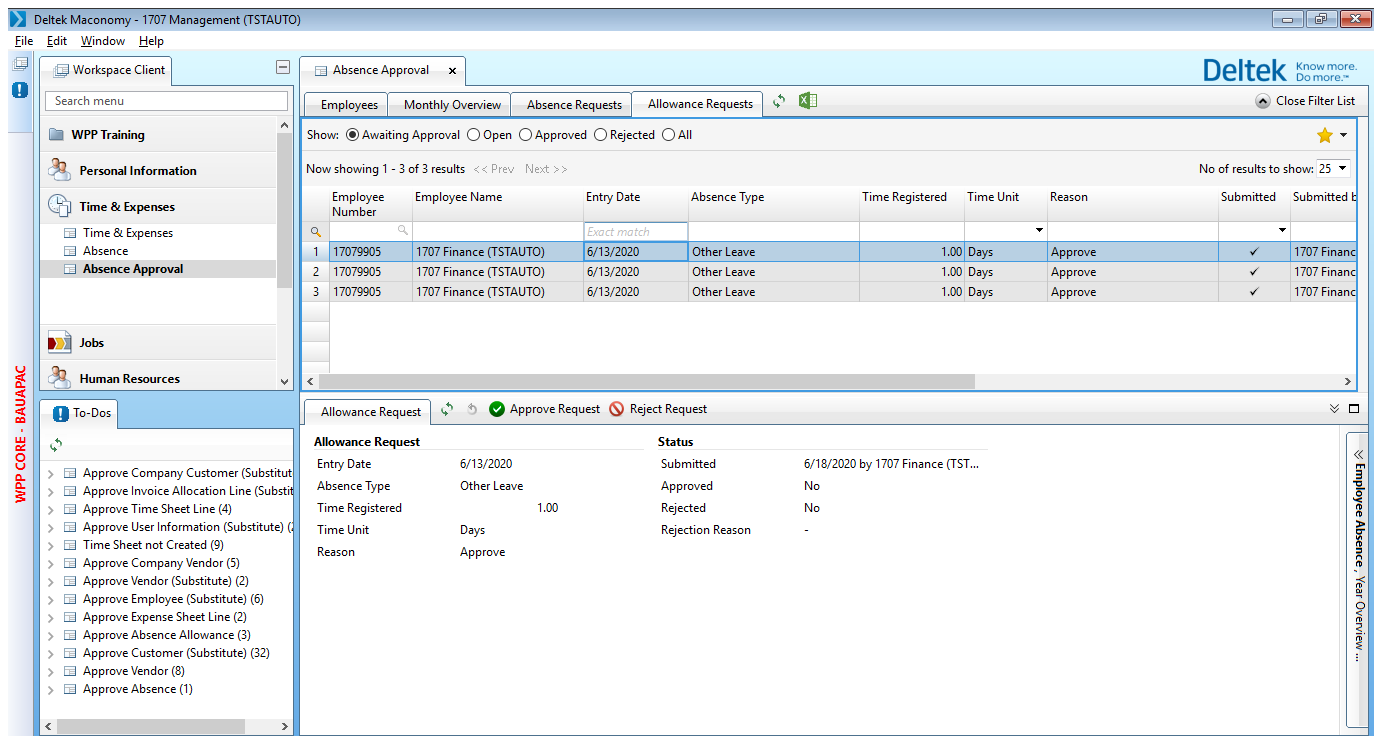 Deltek Maconomy - 1707 Management (TSTAUTO)
File Edit Window Help
Workspace Client
Search menu
WPP Training
Personal Information
Time & Expenses
Time & Expenses
Absence
Absence Approval
Jobs
Human Resources
WPP CORE - BAUAPAC
To-Dos
Approve Company Customer (Substitut
Approve Invoice Allocation Line (Substit
Approve Time Sheet Line (4)
Approve User Information (Substitute) (
Time Sheet not Created (9)
Approve Company Vendor (5)
Approve Vendor (Substitute) (2)
Approve Employee (Substitute) (6)
Approve Expense Sheet Line (2)
Approve Absence Allowance (3)
Approve Customer (Substitute) (32)
Approve Vendor (8)
Approve Absence (1)
Absence Approval x
Deltek Know more. Do more.™
Employees Monthly Overview Absence Requests Allowance Requests Close Filter List
Show: Awaiting Approval Open Approved Rejected All
Now showing 1 - 3 of 3 results << Prev Next >> No of results to show: 25
Employee Number Employee Name Entry Date Absence Type Time Registered Time Unit Reason Submitted Submitted b
Exact match
1 17079905 1707 Finance (TSTAUTO) 6/13/2020 Other Leave 1.00 Days Approve ✓ 1707 Financ
2 17079905 1707 Finance (TSTAUTO) 6/13/2020 Other Leave 1.00 Days Approve ✓ 1707 Financ
3 17079905 1707 Finance (TSTAUTO) 6/13/2020 Other Leave 1.00 Days Approve ✓ 1707 Financ
Allowance Request Approve Request Reject Request
Allowance Request Status
Entry Date 6/13/2020 Submitted 6/18/2020 by 1707 Finance (TST...
Absence Type Other Leave Approved No
Time Registered 1.00 Rejected No
Time Unit Days Rejection Reason -
Reason Approve
Employee Absence , Year Overview ...